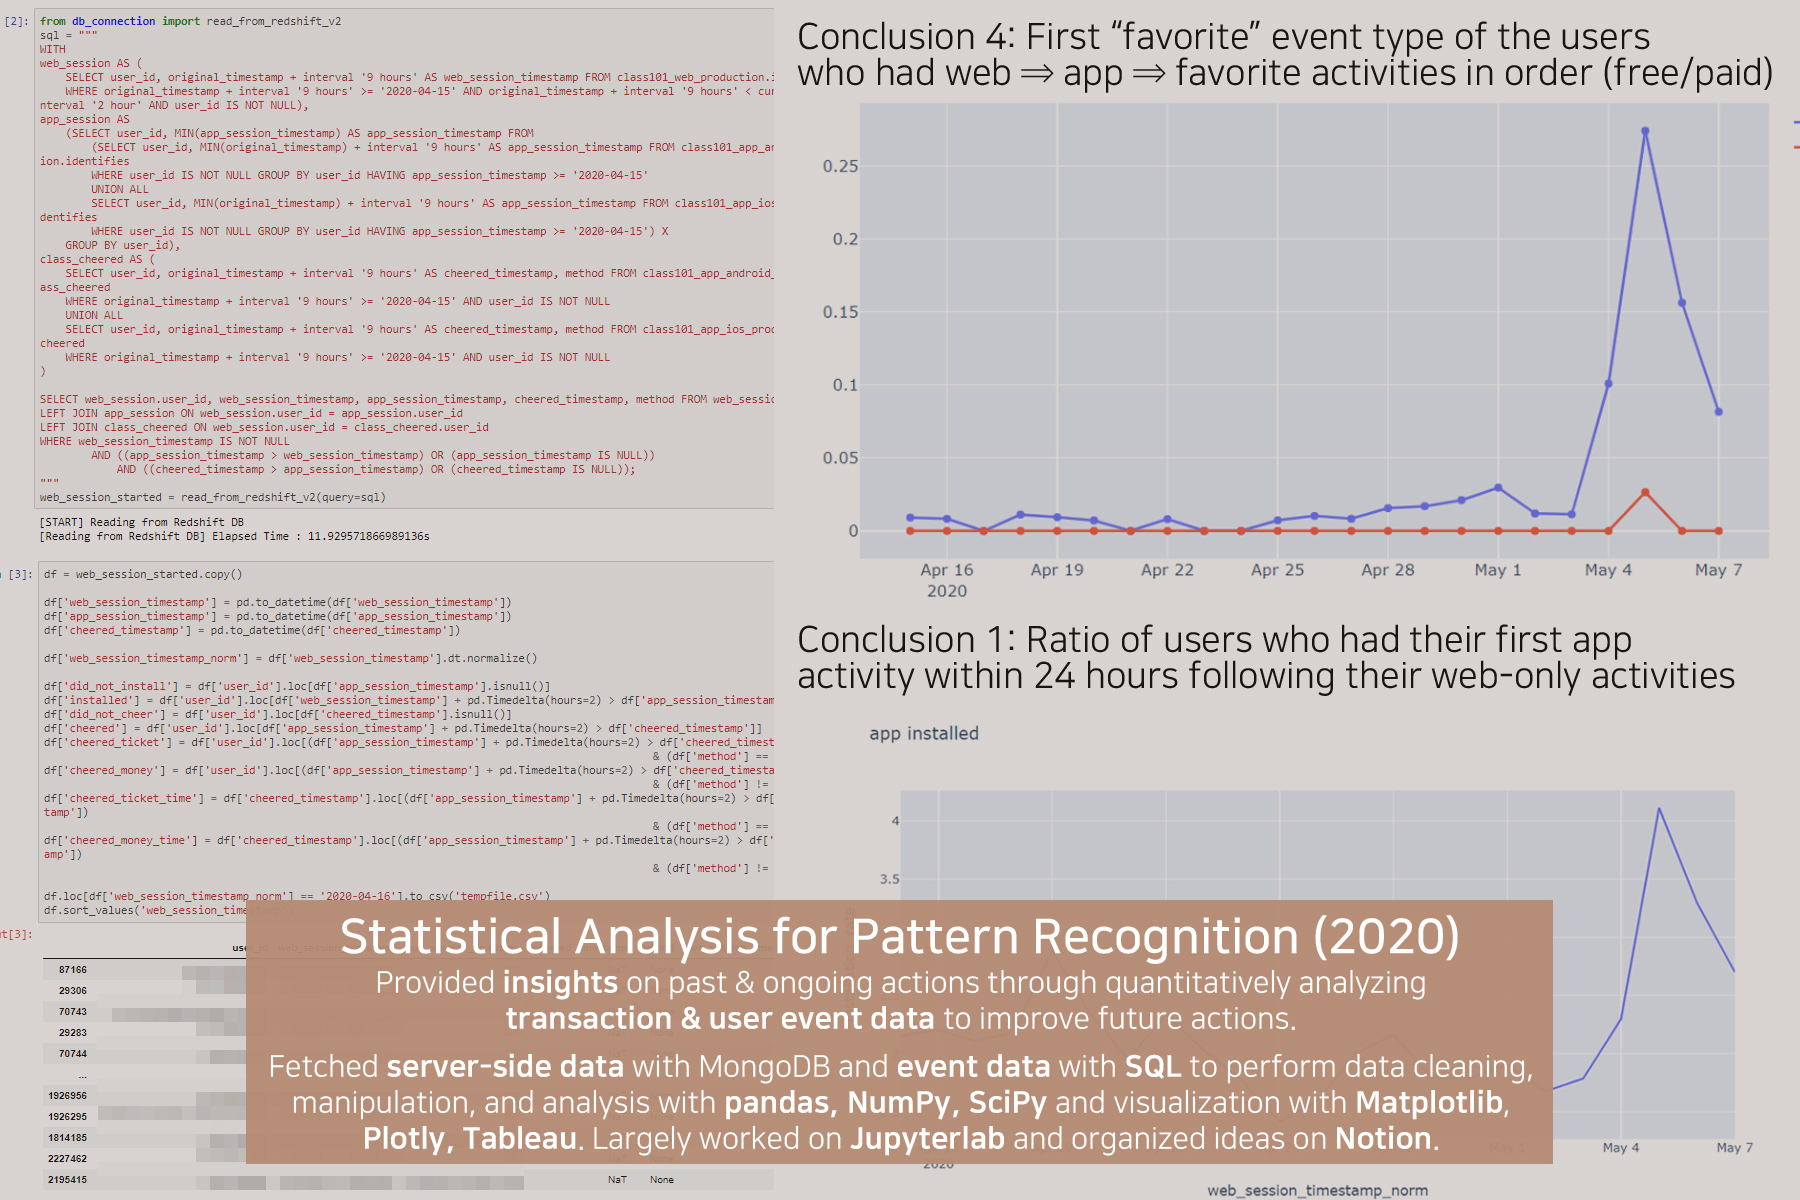 [2]:
from db_connection import read_from_redshift_v2
sql = """
WITH
web_session AS (
SELECT user_id, original_timestamp + interval '9 hours' AS web_session_timestamp FROM class101_web_production.
WHERE original_timestamp + interval '9 hours' >= '2020-04-15' AND original_timestamp + interval '9 hours' < cur
nterval '2 hour' AND user_id IS NOT NULL),
app_session AS
(SELECT user_id, MIN(app_session_timestamp) AS app_session_timestamp FROM
(SELECT user_id, MIN(original_timestamp) + interval '9 hours' AS app_session_timestamp FROM class101_app_an
ion.identifies
WHERE user_id IS NOT NULL GROUP BY user_id HAVING app_session_timestamp >= '2020-04-15'
UNION ALL
SELECT user_id, MIN(original_timestamp) + interval '9 hours' AS app_session_timestamp FROM class101_app_ios
dentifies
WHERE user_id IS NOT NULL GROUP BY user_id HAVING app_session_timestamp >= '2020-04-15') X
GROUP BY user_id),
class_cheered AS (
SELECT user_id, original_timestamp + interval '9 hours' AS cheered_timestamp, method FROM class101_app_android_
ass_cheered
WHERE original_timestamp + interval '9 hours' >= '2020-04-15' AND user_id IS NOT NULL
UNION ALL
SELECT user_id, original_timestamp + interval '9 hours' AS cheered_timestamp, method FROM class101_app_ios_proc
cheered
WHERE original_timestamp + interval '9 hours' >= '2020-04-15' AND user_id IS NOT NULL
)
SELECT web_session.user_id, web_session_timestamp, app_session_timestamp, cheered_timestamp, method FROM web_sessic
LEFT JOIN app_session ON web_session.user_id = app_session.user_id
LEFT JOIN class_cheered ON web_session.user_id = class_cheered.user_id
WHERE web_session_timestamp IS NOT NULL
AND ((app_session_timestamp > web_session_timestamp) OR (app_session_timestamp IS NULL))
AND ((cheered_timestamp > app_session_timestamp) OR (cheered_timestamp IS NULL));
"""
web_session_started = read_from_redshift_v2(query=sql)
[START] Reading from Redshift DB
[Reading from Redshift DB] Elapsed Time : 11.929571866989136s
[3]:
df = web_session_started.copy()
df['web_session_timestamp'] = pd.to_datetime(df['web_session_timestamp'])
df['app_session_timestamp'] = pd.to_datetime(df['app_session_timestamp'])
df['cheered_timestamp'] = pd.to_datetime(df['cheered_timestamp'])
df['web_session_timestamp_norm'] = df['web_session_timestamp'].dt.normalize()
df['did_not_install'] = df['user_id'].loc[df['app_session_timestamp'].isnull()]
df['installed'] = df['user_id'].loc[df['web_session_timestamp'] + pd.Timedelta(hours=2) > df['app_session_timestam
df['did_not_cheer'] = df['user_id'].loc[df['cheered_timestamp'].isnull()]
df['cheered'] = df['user_id'].loc[df['app_session_timestamp'] + pd.Timedelta(hours=2) > df['cheered_timestamp']]
df['cheered_ticket'] = df['user_id'].loc[(df['app_session_timestamp'] + pd.Timedelta(hours=2) > df['cheered_timest
& (df['method'] ==
df['cheered_money'] = df['user_id'].loc[(df['app_session_timestamp'] + pd.Timedelta(hours=2) > df['cheered_timesta
& (df['method'] !=
df['cheered_ticket_time'] = df['cheered_timestamp'].loc[(df['app_session_timestamp'] + pd.Timedelta(hours=2) > df[
tamp'])
& (df['method'] ==
df['cheered_money_time'] = df['cheered_timestamp'].loc[(df['app_session_timestamp'] + pd.Timedelta(hours=2) > df['
amp'])
& (df['method'] !=
df.loc[df['web_session_timestamp_norm'] == '2020-04-16'].to_csv('tempfile.csv')
df.sort_values('web_session_time
t[3]:
87166
29306
70743
29283
70744
...
1926956
1926295
1814185
2227462
2195415 NaT None
Conclusion 4: First “favorite” event type of the users
who had web ⇒ app ⇒ favorite activities in order (free/paid)
0.25
0.2
0.15
0.1
0.05
0
Apr 16 Apr 19 Apr 22 Apr 25 Apr 28 May 1 May 4 May 7
2020
Conclusion 1: Ratio of users who had their first app
activity within 24 hours following their web-only activities
app installed
4
3.5
May 4 May 7
2020
web_session_timestamp_norm
Statistical Analysis for Pattern Recognition (2020)
Provided insights on past & ongoing actions through quantitatively analyzing
transaction & user event data to improve future actions.
Fetched server-side data with MongoDB and event data with SQL to perform data cleaning,
manipulation, and analysis with pandas, NumPy, SciPy and visualization with Matplotlib,
Plotly, Tableau. Largely worked on Jupyterlab and organized ideas on Notion.